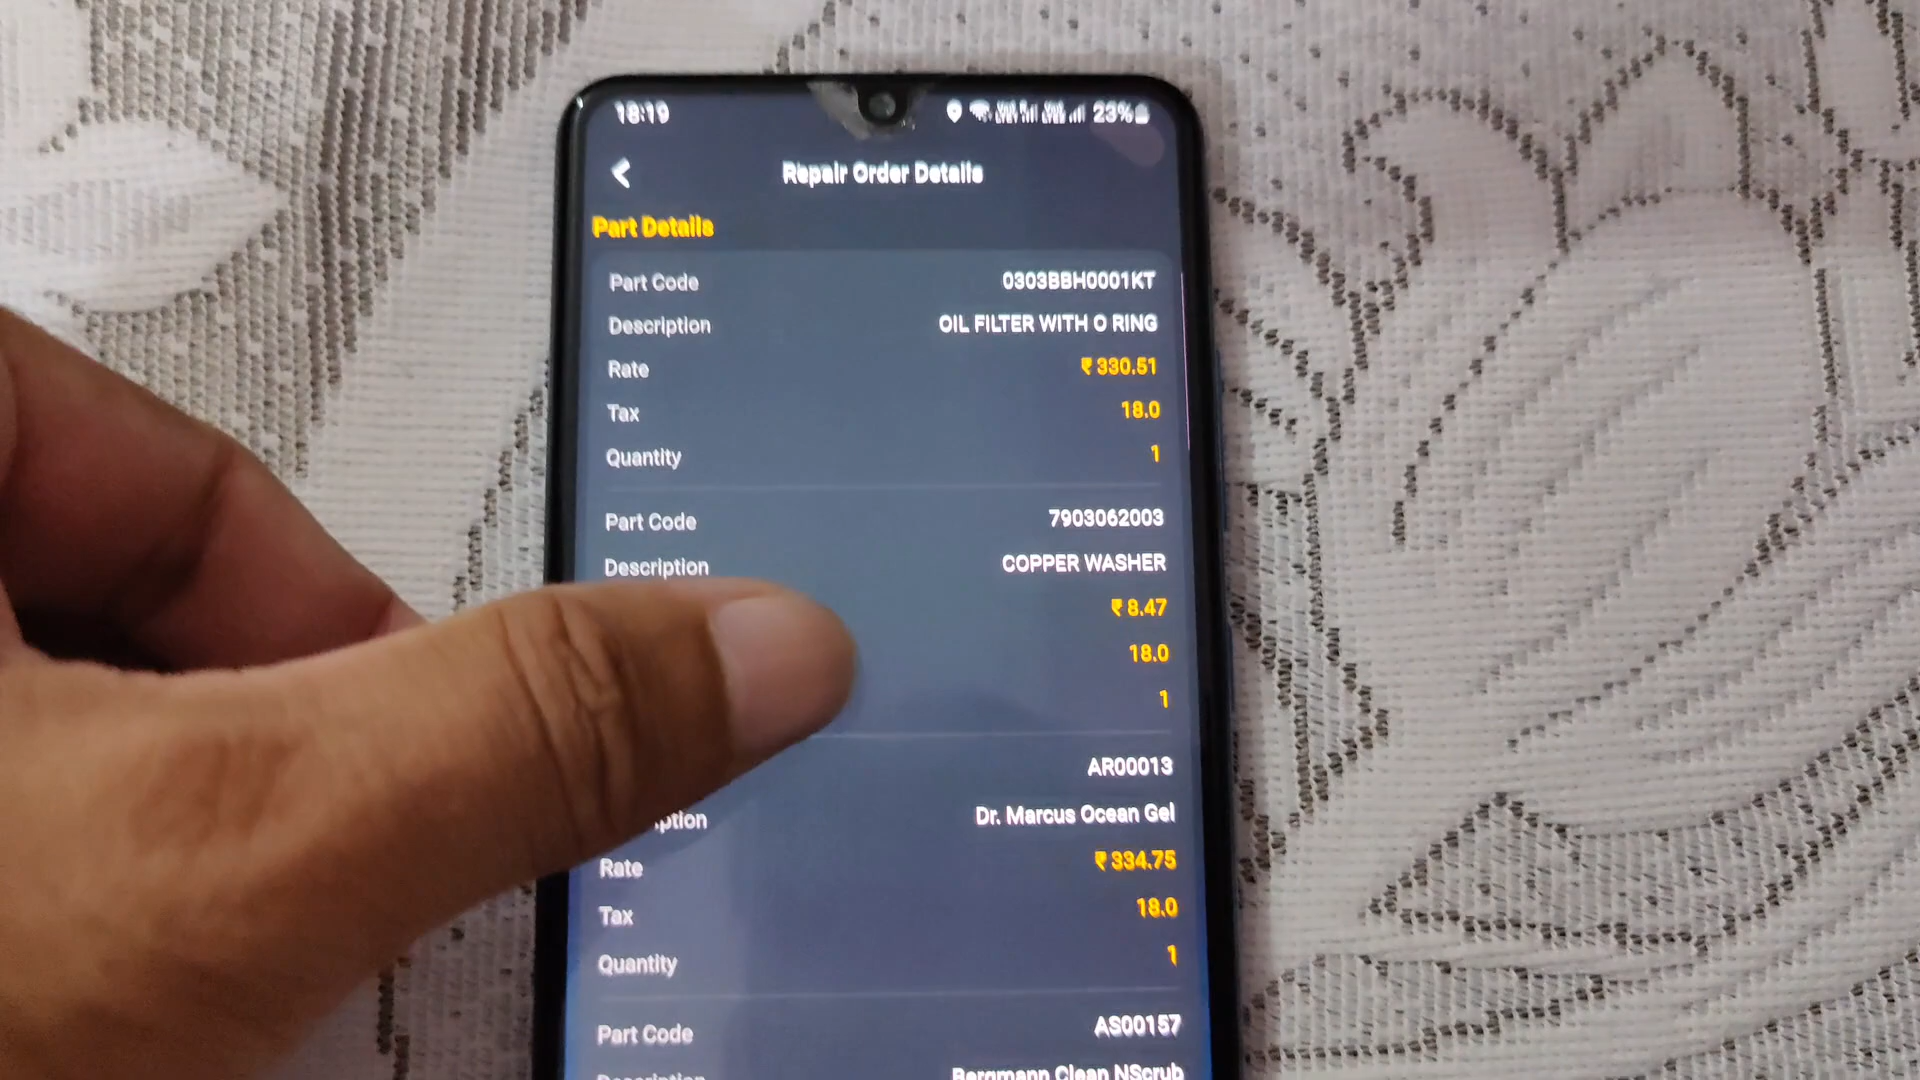 18:19 23%
Repair Order Details
Part Details
Part Code 0303BBH0001KT
Description OIL FILTER WITH O RING
Rate ₹ 330.51
Tax 18.0
Quantity 1
Part Code 7903062003
Description COPPER WASHER
₹ 8.47
18.0
1
AR00013
ption Dr. Marcus Ocean Gel
Rate ₹ 334.75
Tax 18.0
Quantity 1
Part Code AS00157
Description Bergmann Clean NScrub